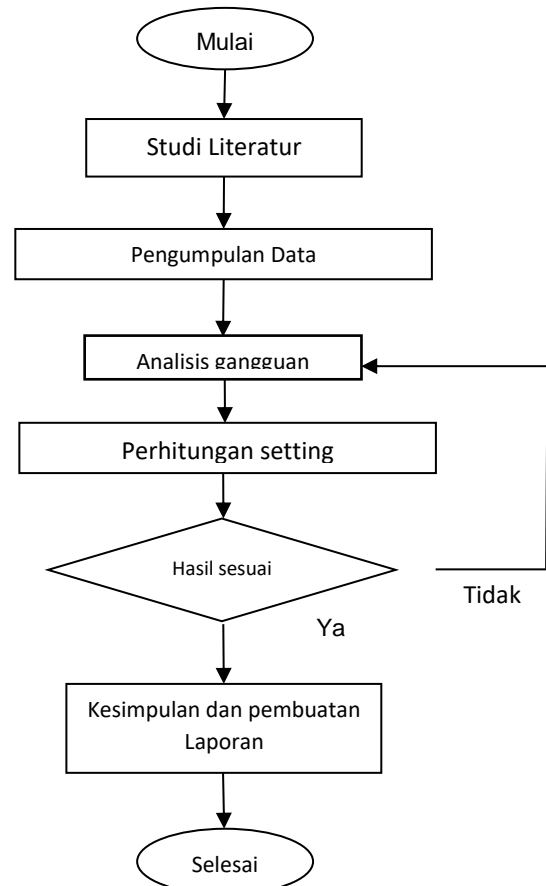 Mulai
Studi Literatur
Pengumpulan Data
Analisis gangguan
Perhitungan setting
Hasil sesuai
Tidak
Ya
Kesimpulan dan pembuatan
Laporan
Selesai